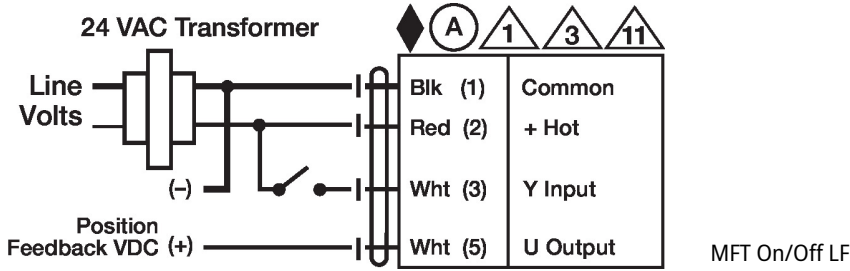 24 VAC Transformer
A 1 3 11
Line
Volts
Blk (1) Common
Red (2) + Hot
(–) Wht (3) Y Input
Position
Feedback VDC (+) Wht (5) U Output
MFT On/Off LF